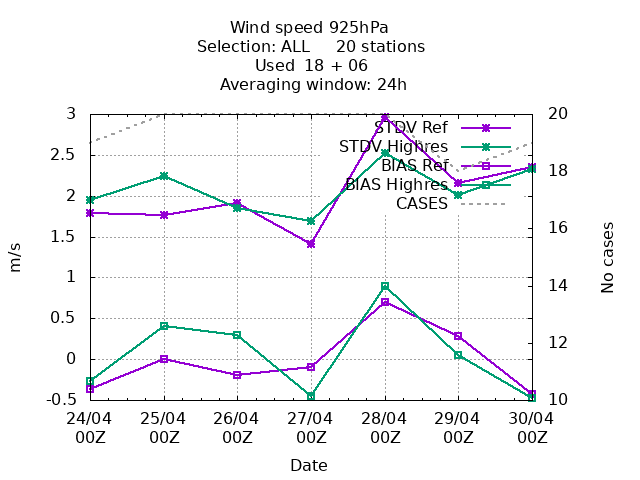 Wind speed 925hPa
Selection: ALL     20 stations
Used  18 + 06
Averaging window: 24h
STDV Ref
STDV Highres
BIAS Ref
BIAS Highres
CASES
3
2.5
2
1.5
1
0.5
0
-0.5
m/s
20
18
16
14
12
10
No cases
24/04 25/04 26/04 27/04 28/04 29/04 30/04
00Z 00Z 00Z 00Z 00Z 00Z 00Z
Date